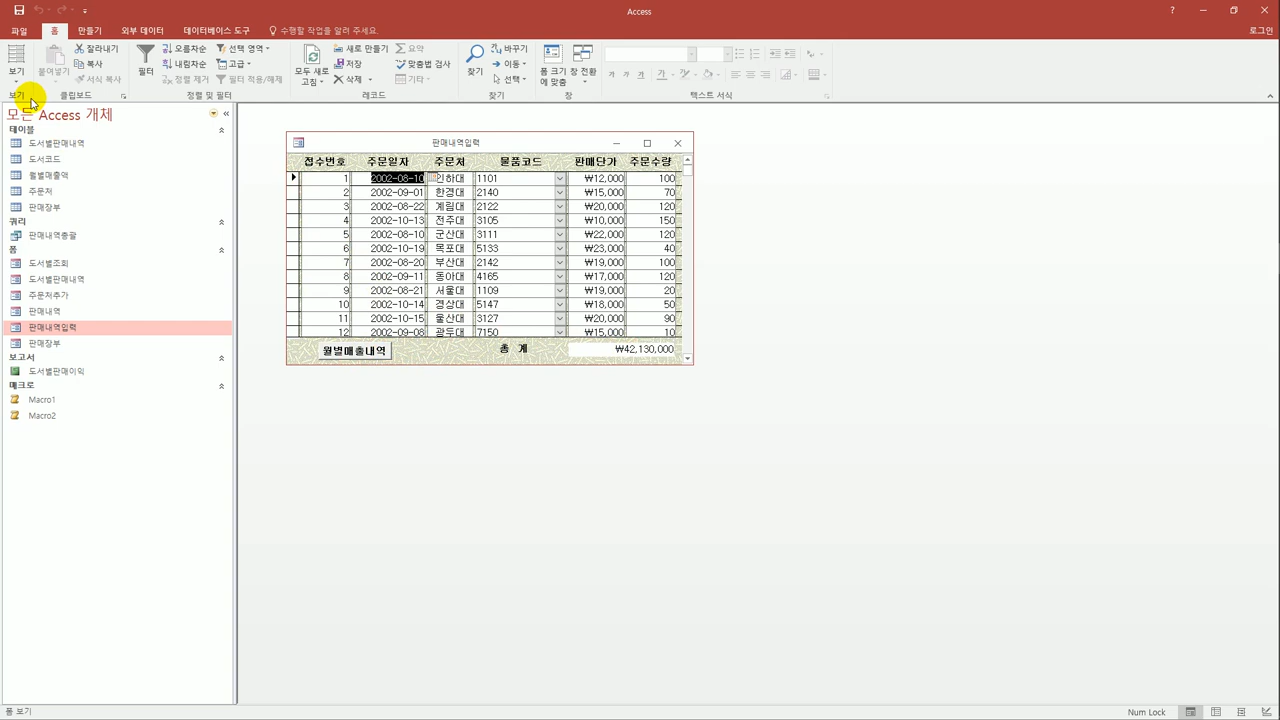 Access
파일 홈 만들기 외부 데이터 데이터베이스 도구 수행할 작업을 알려 주세요. 로그인
보기 붙여넣기 잘라내기 복사 서식 복사 클립보드
필터 오름차순 내림차순 정렬 제거 선택 영역 고급 필터 적용/해제 정렬 및 필터
모두 새로 고침 새로 만들기 저장 삭제 요약 맞춤법 검사 기타 레코드
찾기 바꾸기 이동 선택 찾기
폼 크기에 맞춤 창 전환 창
텍스트 서식
보기
모든 Access 개체
테이블
도서별판매내역
도서코드
월별매출액
주문처
판매장부
쿼리
판매내역총괄
폼
도서별조회
도서별판매내역
주문처추가
판매내역
판매내역입력
판매장부
보고서
도서별판매이익
매크로
Macro1
Macro2
판매내역입력
접수번호 주문일자 주문처 물품코드 판매단가 주문수량
1 2002-08-10 인하대 1101 ₩12,000 100
2 2002-09-01 한경대 2140 ₩15,000 70
3 2002-08-22 계림대 2122 ₩20,000 120
4 2002-10-13 전주대 3105 ₩10,000 150
5 2002-08-10 군산대 3111 ₩22,000 120
6 2002-10-19 목포대 5133 ₩23,000 40
7 2002-08-20 부산대 2142 ₩19,000 100
8 2002-09-11 동아대 4165 ₩17,000 120
9 2002-08-21 서울대 1109 ₩19,000 20
10 2002-10-14 경상대 5147 ₩18,000 50
11 2002-10-15 울산대 3127 ₩20,000 90
12 2002-09-08 광두대 7150 ₩15,000 10
월별매출내역 총 계 ₩42,130,000
폼 보기 Num Lock